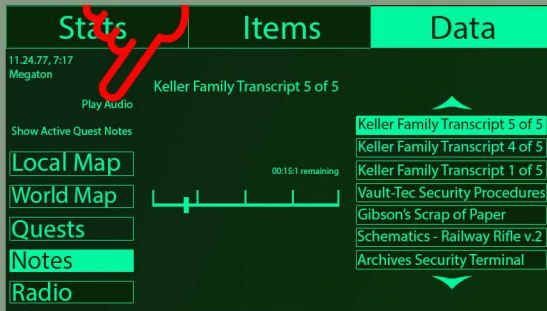 Stats
Items
Data
11.24.77, 7:17
Megaton
Play Audio
Keller Family Transcript 5 of 5
Show Active Quest Notes
Local Map
World Map
Quests
Notes
Radio
00:15:1 remaining
Keller Family Transcript 5 of 5
Keller Family Transcript 4 of 5
Keller Family Transcript 1 of 5
Vault-Tec Security Procedures
Gibson's Scrap of Paper
Schematics - Railway Rifle v.2
Archives Security Terminal